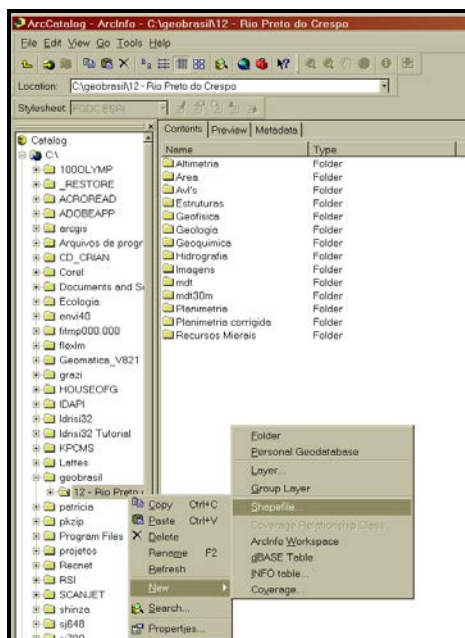 ArcCatalog - ArcInfo - C:\geobrasil\12 - Rio Preto do Crespo
File Edit View Go Tools Help
Location: C:\geobrasil\12 - Rio Preto do Crespo
Stylesheet: FGDC ESRI
Contents Preview Metadata
Name Type
Altimetria Folder
Area Folder
Avl's Folder
Estruturas Folder
Geofisica Folder
Geologia Folder
Geoquimica Folder
Hidrografia Folder
Imagens Folder
mdt Folder
mdt30m Folder
Planimetria Folder
Planimetria corrigida Folder
Recursos Mierais Folder
Catalog
C:\
100OLYMP
_RESTORE
ACROREAD
ADOBEAPP
arcgis
Arquivos de progr
CD_CRIAN
Corel
Documents and Se
Ecologia
envi40
fitmp000.000
flexlm
Geomatica_V821
grazi
HOUSEOFG
IDAPI
Idrisi32
Idrisi32 Tutorial
KPCMS
Lattes
geobrasil
12 - Rio Preto
patricia
pkzip
Program Files
projetos
Recnet
RSI
SCANJET
shinza
sj648
Copy Ctrl+C
Paste Ctrl+V
Delete
Rename F2
Refresh
New
Search...
Properties...
Folder
Personal Geodatabase
Layer...
Group Layer
Shapefile...
Coverage Relationship Class...
ArcInfo Workspace
dBASE Table
INFO table...
Coverage...